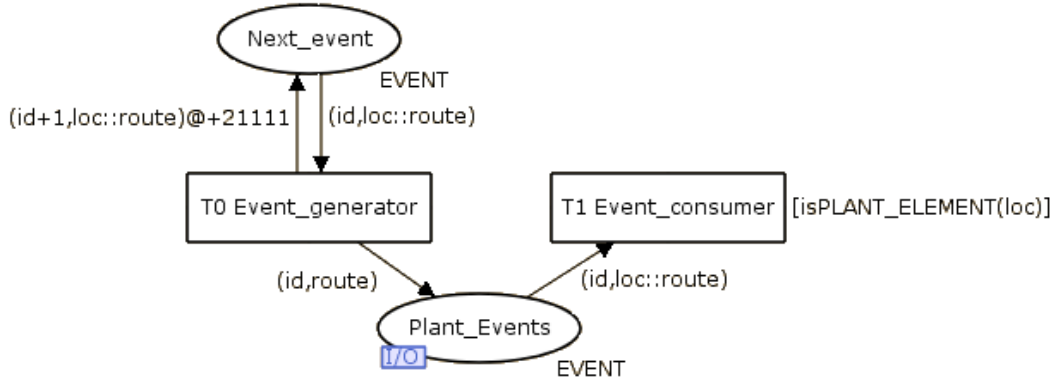 Next_event
EVENT
(id+1,loc::route)@+21111
(id,loc::route)
T0 Event_generator
T1 Event_consumer
[isPLANT_ELEMENT(loc)]
(id,route)
(id,loc::route)
Plant_Events
I/O
EVENT